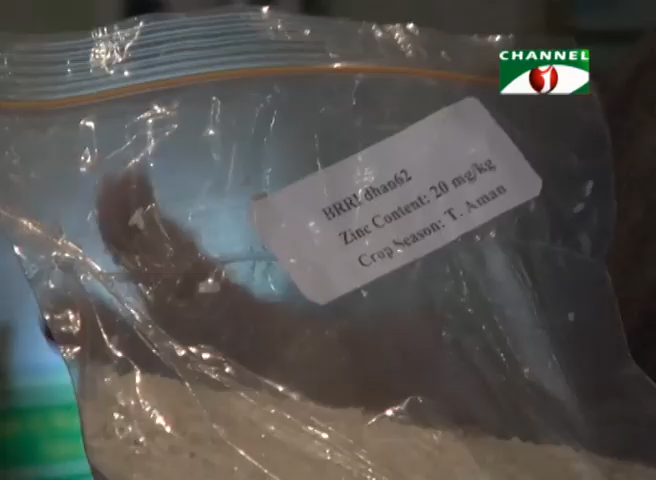 CHANNEL
BRRI dhan62
Zinc Content: 20 mg/kg
Crop Season: T. Aman